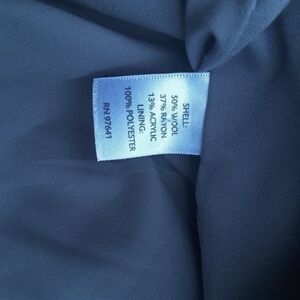 SHELL:
50% WOOL
37% RAYON
13% ACRYLIC
LINING:
100% POLYESTER
RN 97641